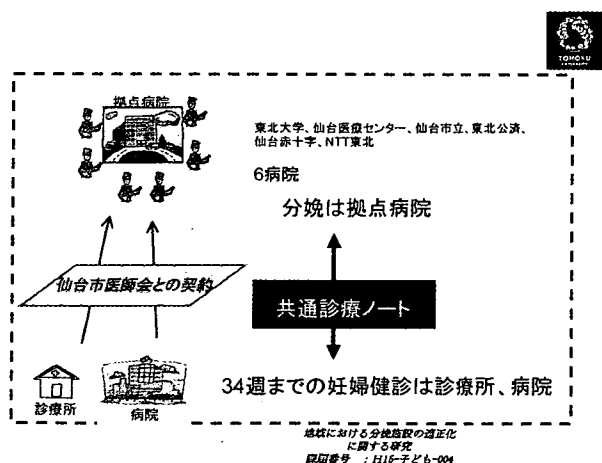 TOHOKU
拠点病院
東北大学、仙台医療センター、仙台市立、東北公済、
仙台赤十字、NTT東北
6病院
分娩は拠点病院
仙台市医師会との契約
共通診療ノート
34週までの妊婦健診は診療所、病院
診療所
病院
地域における分娩施設の適正化
に関する研究
課題番号 : H18-子ども-004